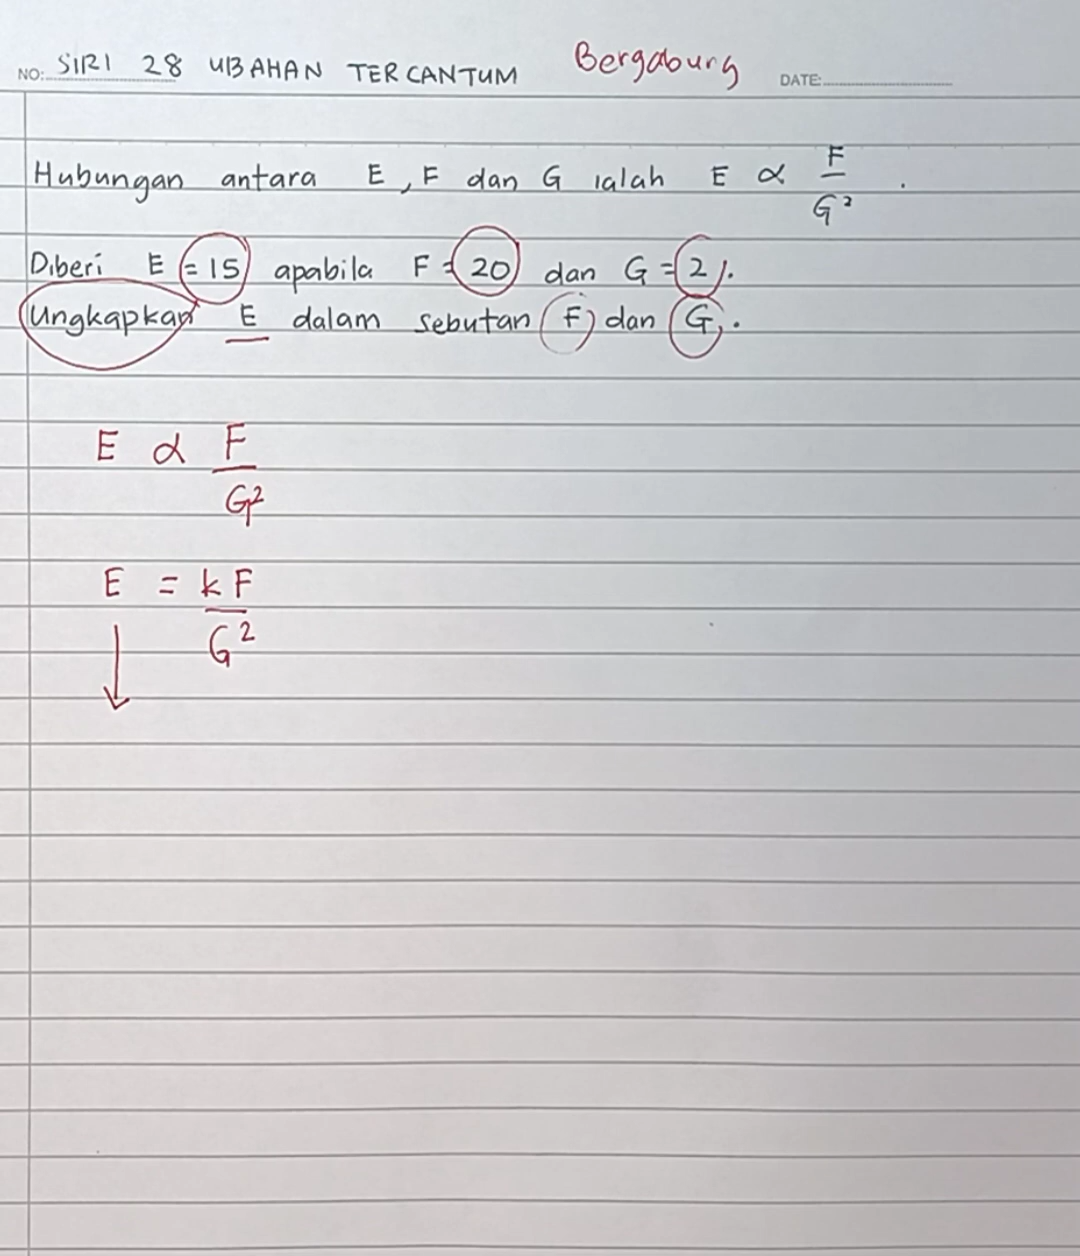 NO: SIRI 28 UBAHAN TERCANTUM Bergabung DATE:
Hubungan antara E, F dan G ialah E ∝ F/G².
Diberi E = 15 apabila F = 20 dan G = 2.
Ungkapkan E dalam sebutan F dan G.
E ∝ F/G²
E = kF/G²